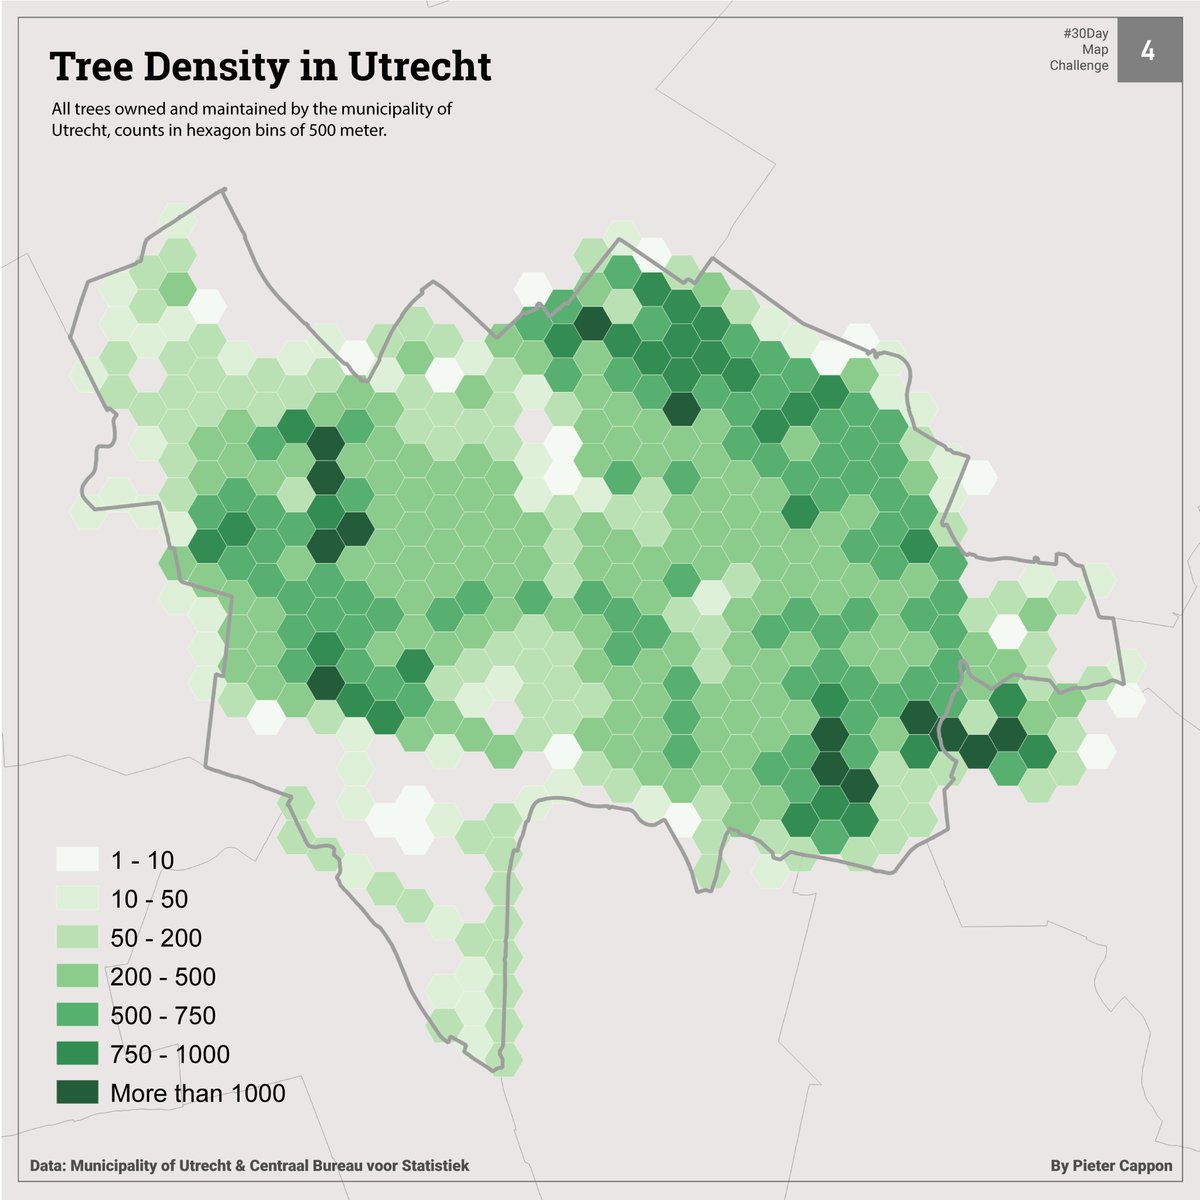 Tree Density in Utrecht
All trees owned and maintained by the municipality of
Utrecht, counts in hexagon bins of 500 meter.
#30Day
Map
Challenge
4
1 - 10
10 - 50
50 - 200
200 - 500
500 - 750
750 - 1000
More than 1000
Data: Municipality of Utrecht & Centraal Bureau voor Statistiek
By Pieter Cappon